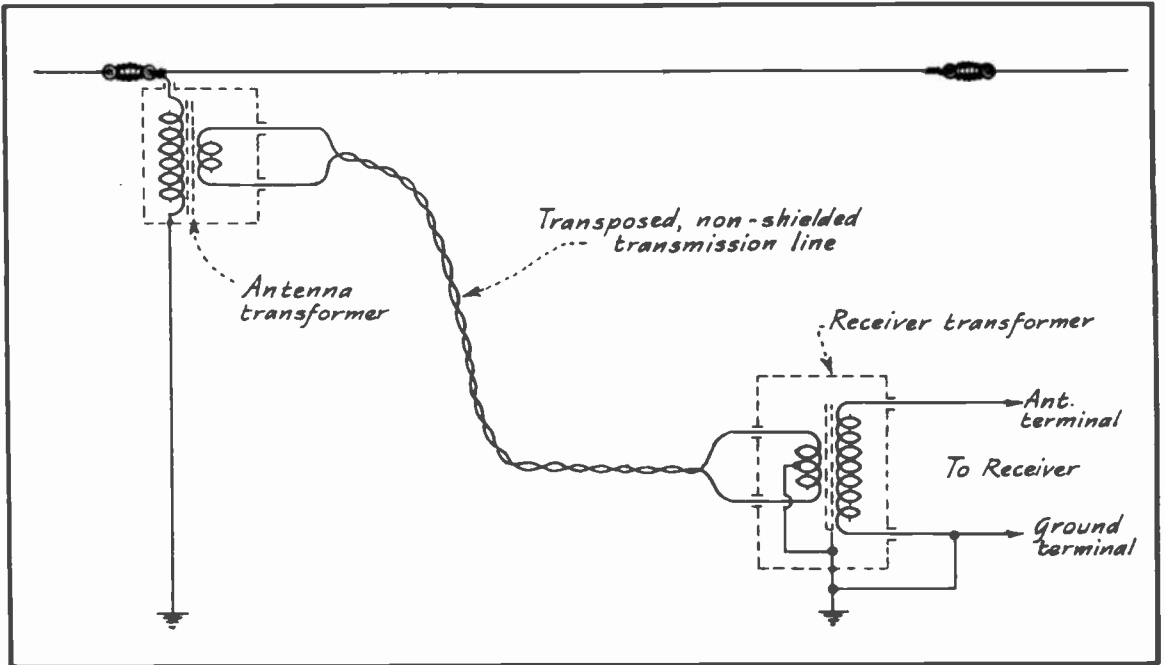 Transposed, non-shielded
transmission line
Antenna
transformer
Receiver transformer
Ant.
terminal
To Receiver
Ground
terminal